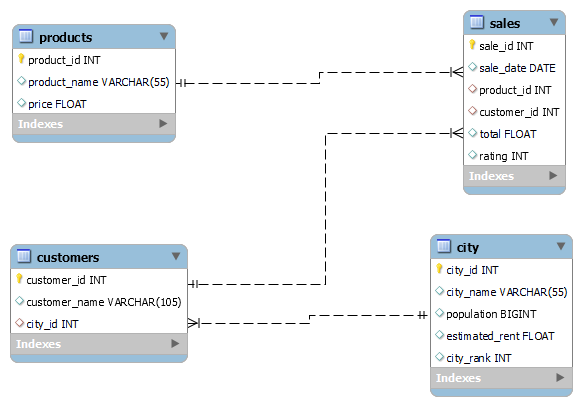 products
product_id INT
product_name VARCHAR(55)
price FLOAT
Indexes
sales
sale_id INT
sale_date DATE
product_id INT
customer_id INT
total FLOAT
rating INT
Indexes
customers
customer_id INT
customer_name VARCHAR(105)
city_id INT
Indexes
city
city_id INT
city_name VARCHAR(55)
population BIGINT
estimated_rent FLOAT
city_rank INT
Indexes